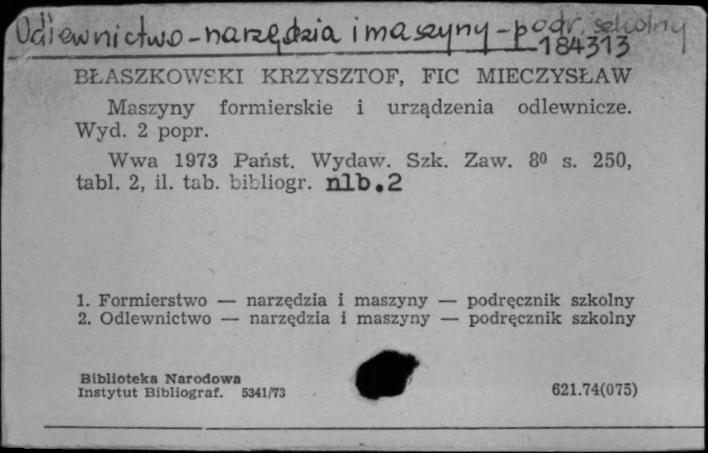 Odlewnictwo - narzędzia i maszyny - podr. szkolny
184313
BŁASZKOWSKI KRZYSZTOF, FIC MIECZYSŁAW
Maszyny formierskie i urządzenia odlewnicze.
Wyd. 2 popr.
Wwa 1973 Państ. Wydaw. Szk. Zaw. 8⁰ s. 250,
tabl. 2, il. tab. bibliogr. nlb.2
1. Formierstwo — narzędzia i maszyny — podręcznik szkolny
2. Odlewnictwo — narzędzia i maszyny — podręcznik szkolny
Biblioteka Narodowa
Instytut Bibliograf. 5341/73
621.74(075)